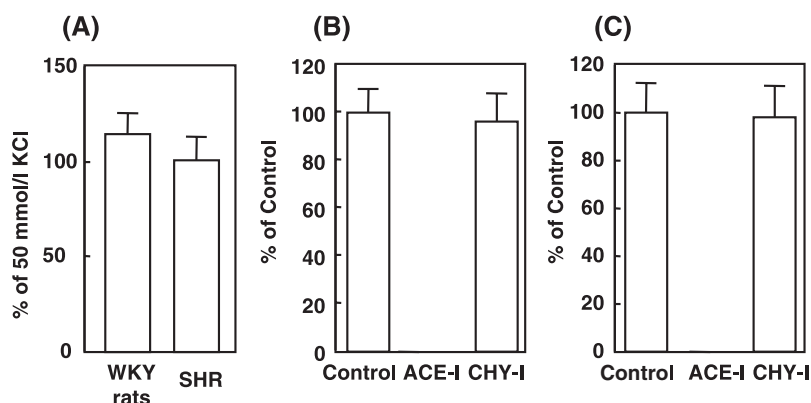 (A)
% of 50 mmol/l KCl
150
100
50
0
WKY
rats
SHR
(B)
% of Control
120
100
80
60
40
20
0
Control ACE-I CHY-I
(C)
% of Control
120
100
80
60
40
20
0
Control ACE-I CHY-I